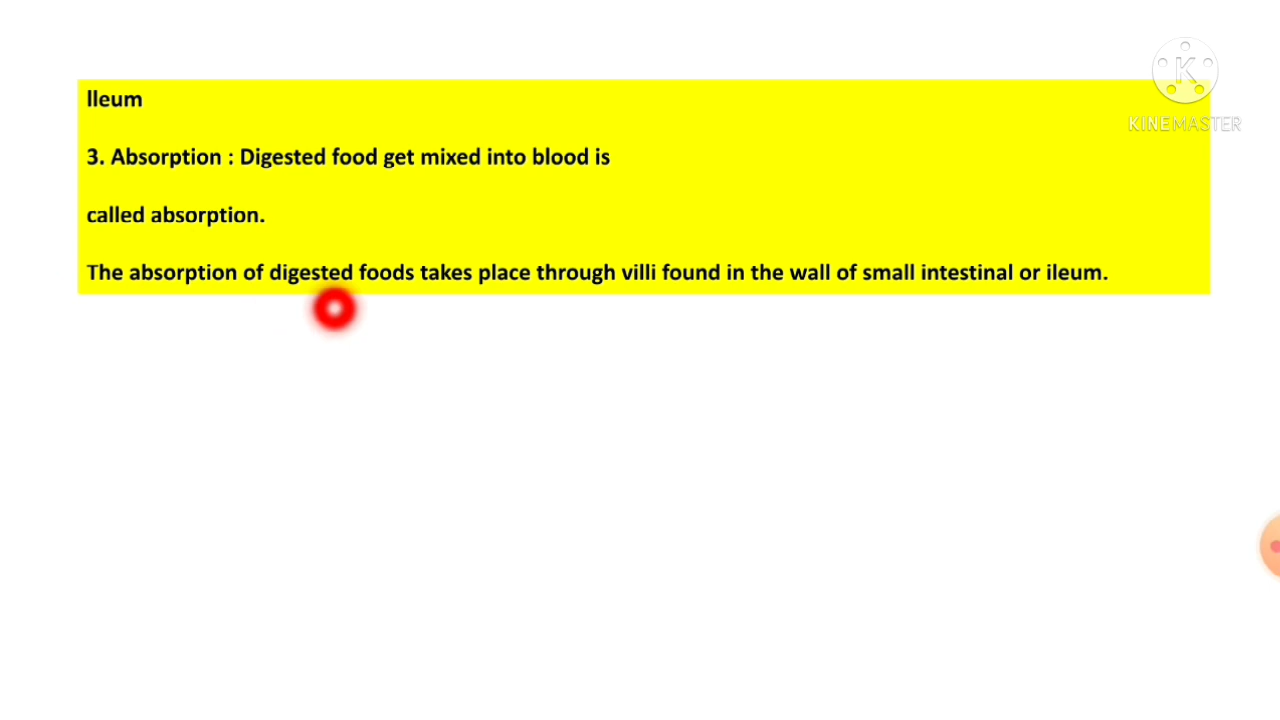 Ileum
3. Absorption : Digested food get mixed into blood is
called absorption.
The absorption of digested foods takes place through villi found in the wall of small intestinal or ileum.
K
KINEMASTER